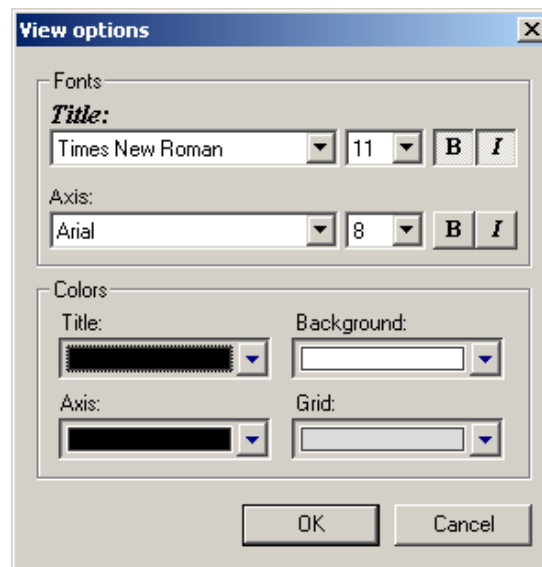 View options
Fonts
Title:
Times New Roman 11 B I
Axis:
Arial 8 B I
Colors
Title: Background:
Axis: Grid:
OK Cancel